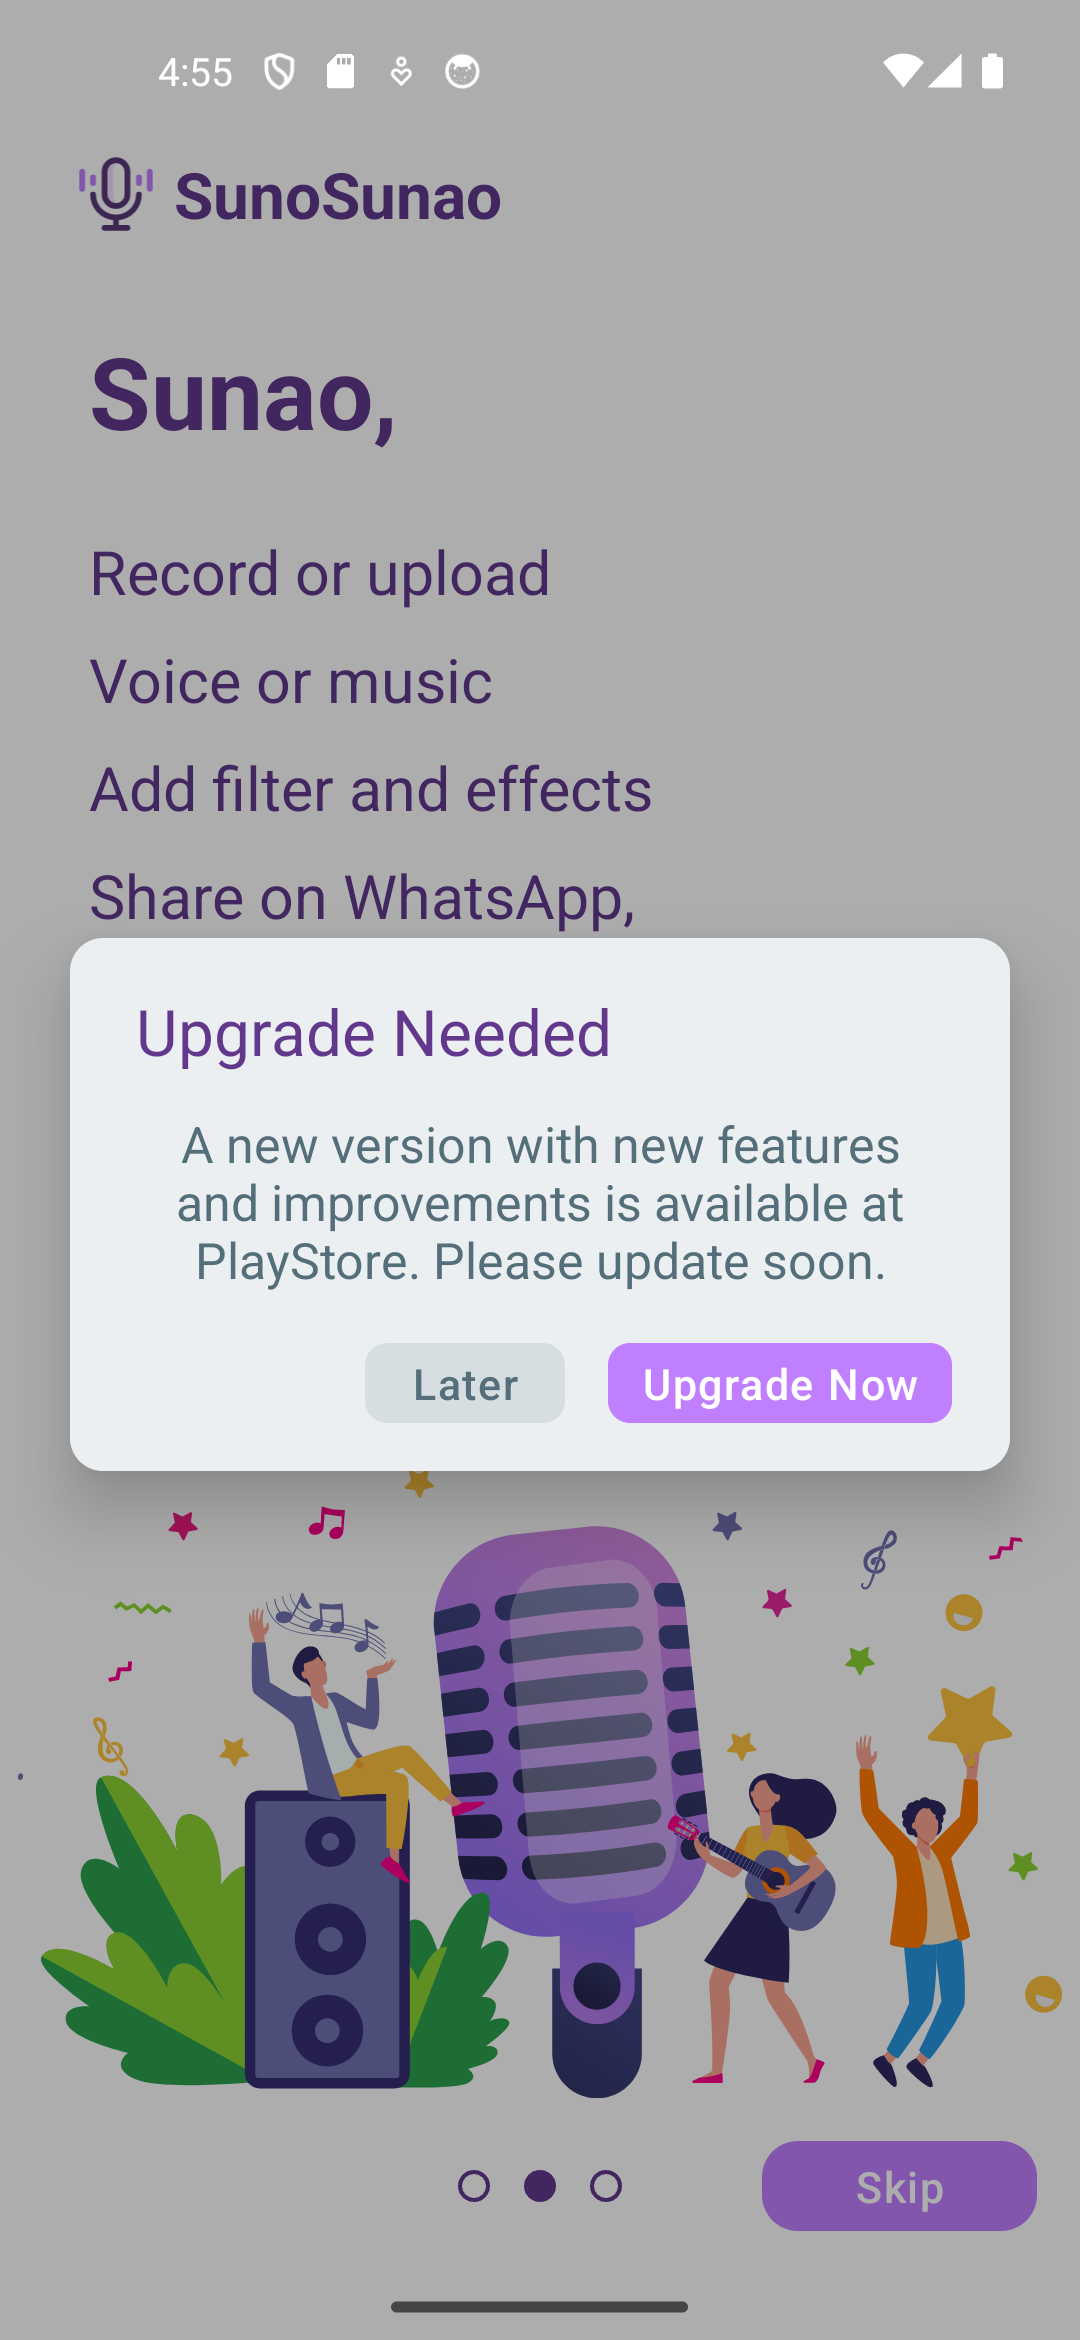 4:55
SunoSunao
Sunao,
Record or upload
Voice or music
Add filter and effects
Share on WhatsApp,
Upgrade Needed
A new version with new features
and improvements is available at
PlayStore. Please update soon.
Later
Upgrade Now
Skip